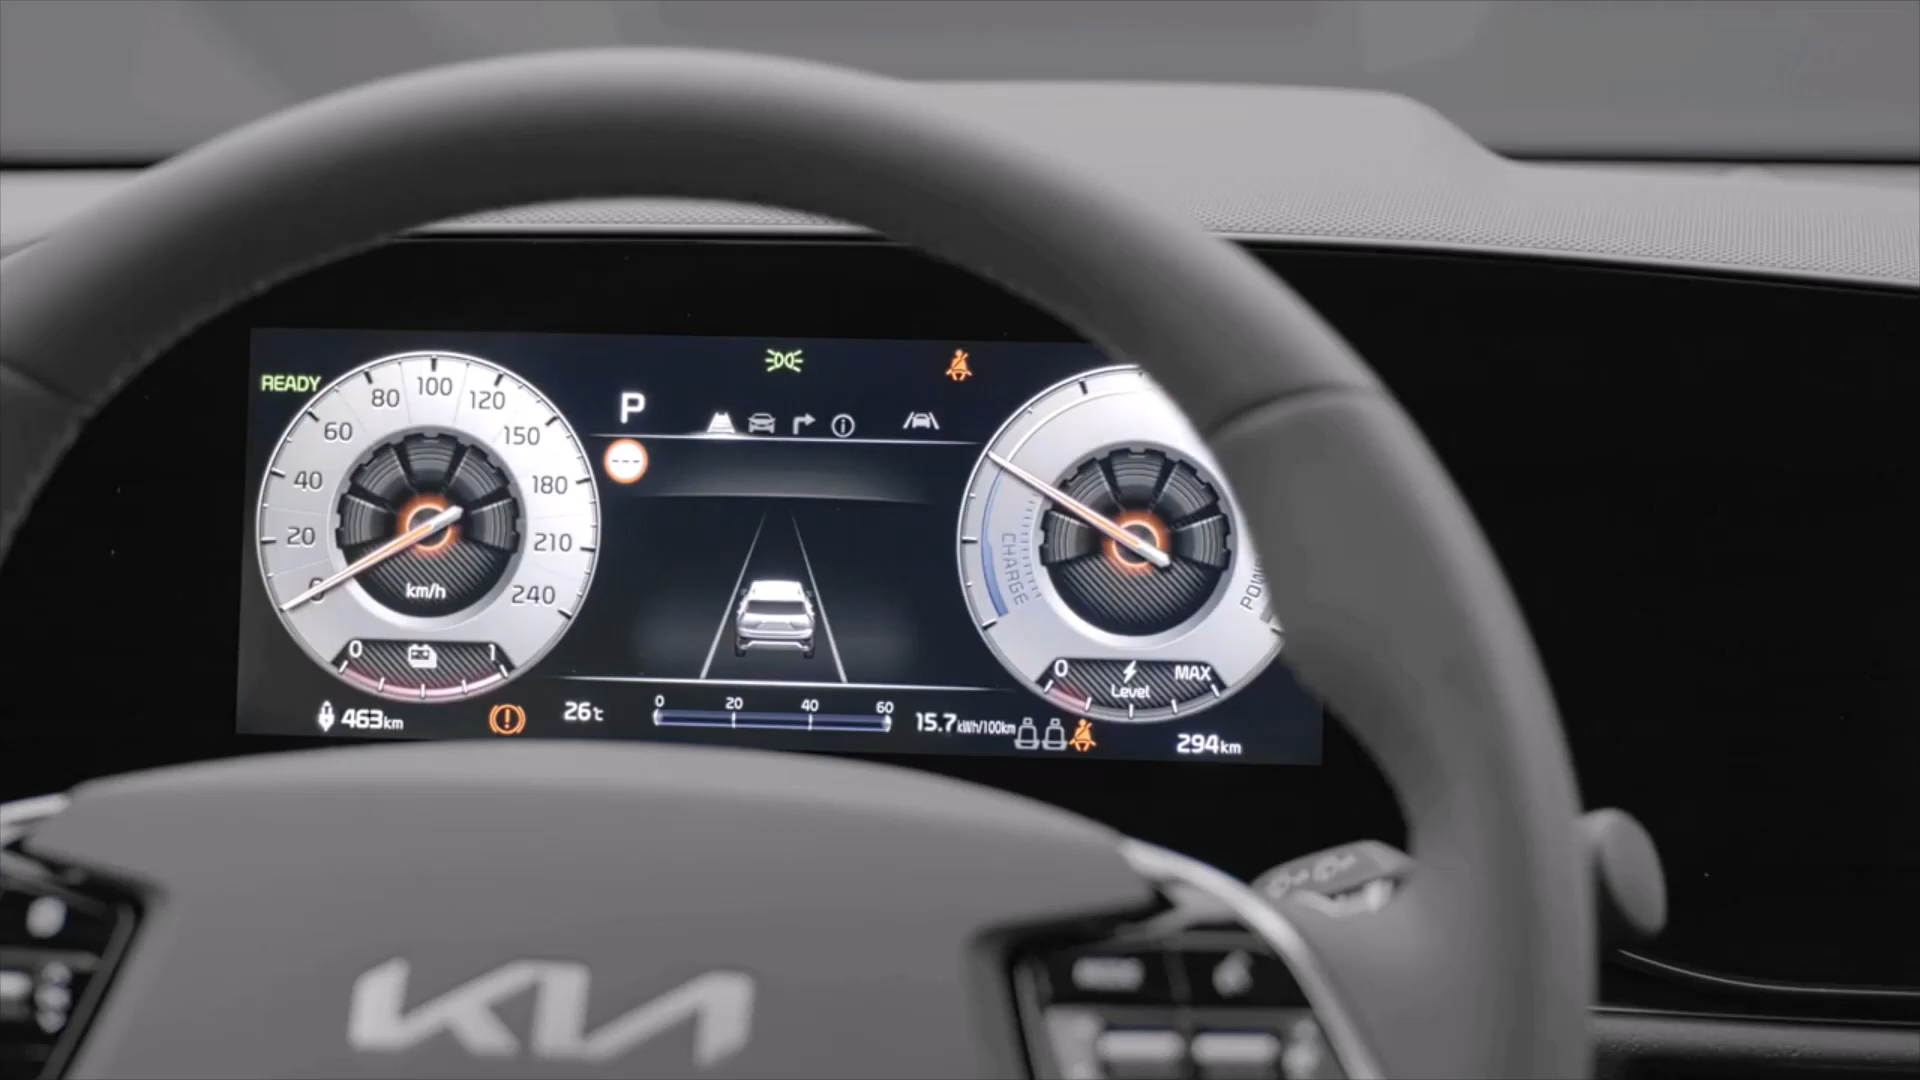 READY
0
20
40
60
80
100
120
150
180
210
240
km/h
0 1
463km
P
---
26℃
0 20 40 60
15.7kWh/100km
CHARGE
0 Level MAX
294km
KIA